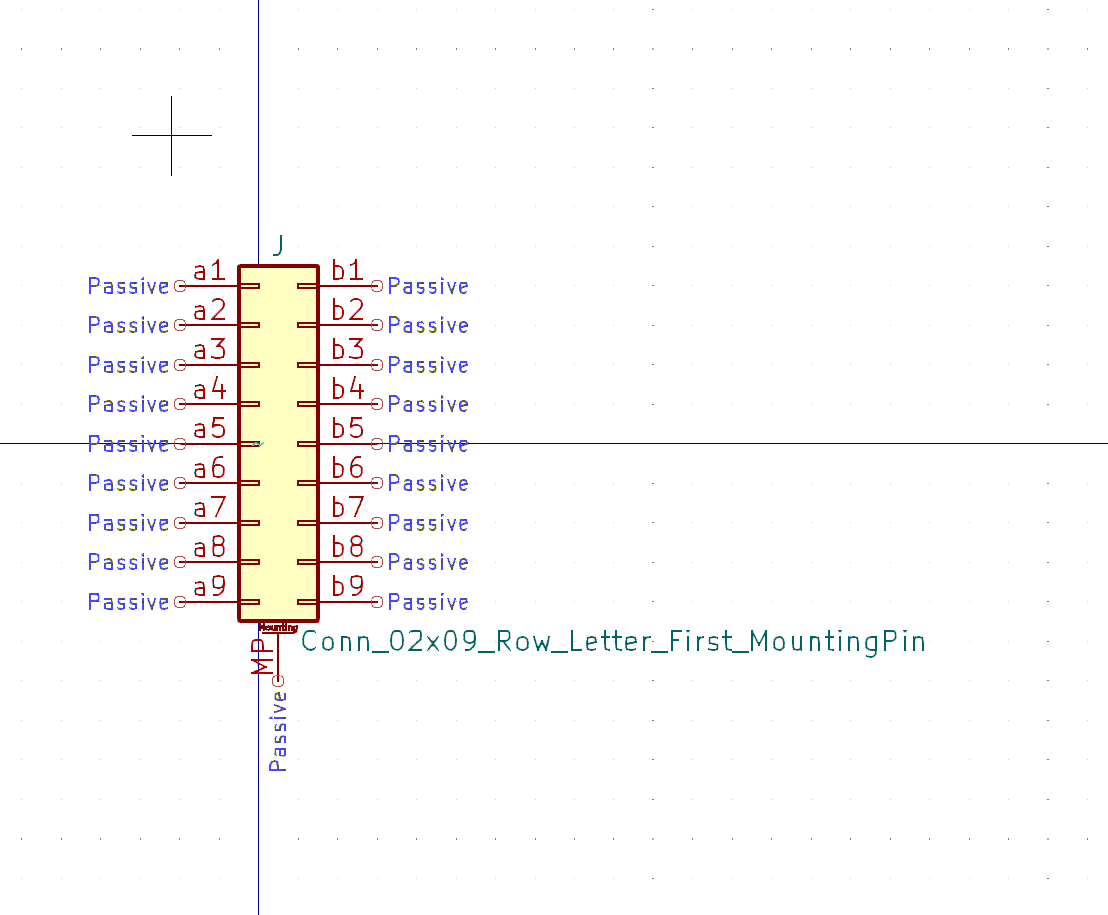 J
Passive a1 b1 Passive
Passive a2 b2 Passive
Passive a3 b3 Passive
Passive a4 b4 Passive
Passive a5 b5 Passive
Passive a6 b6 Passive
Passive a7 b7 Passive
Passive a8 b8 Passive
Passive a9 b9 Passive
Mounting
MP
Conn_02x09_Row_Letter_First_MountingPin
Passive